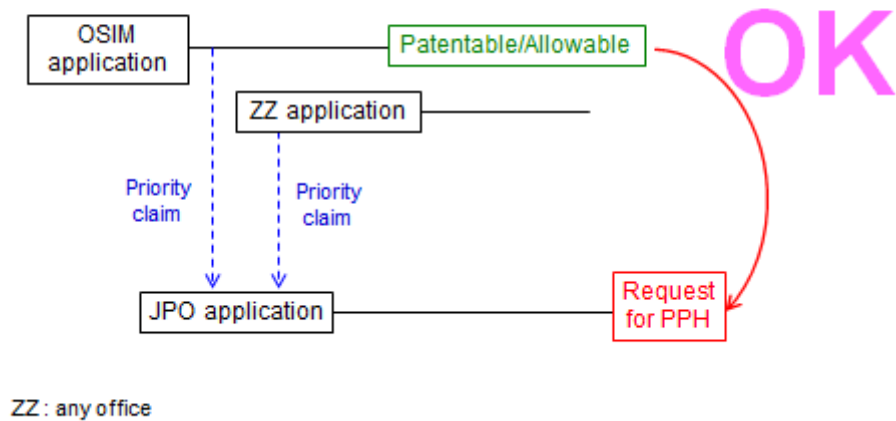 OSIM
application
Patentable/Allowable
OK
ZZ application
Priority
claim
Priority
claim
JPO application
Request
for PPH
ZZ : any office